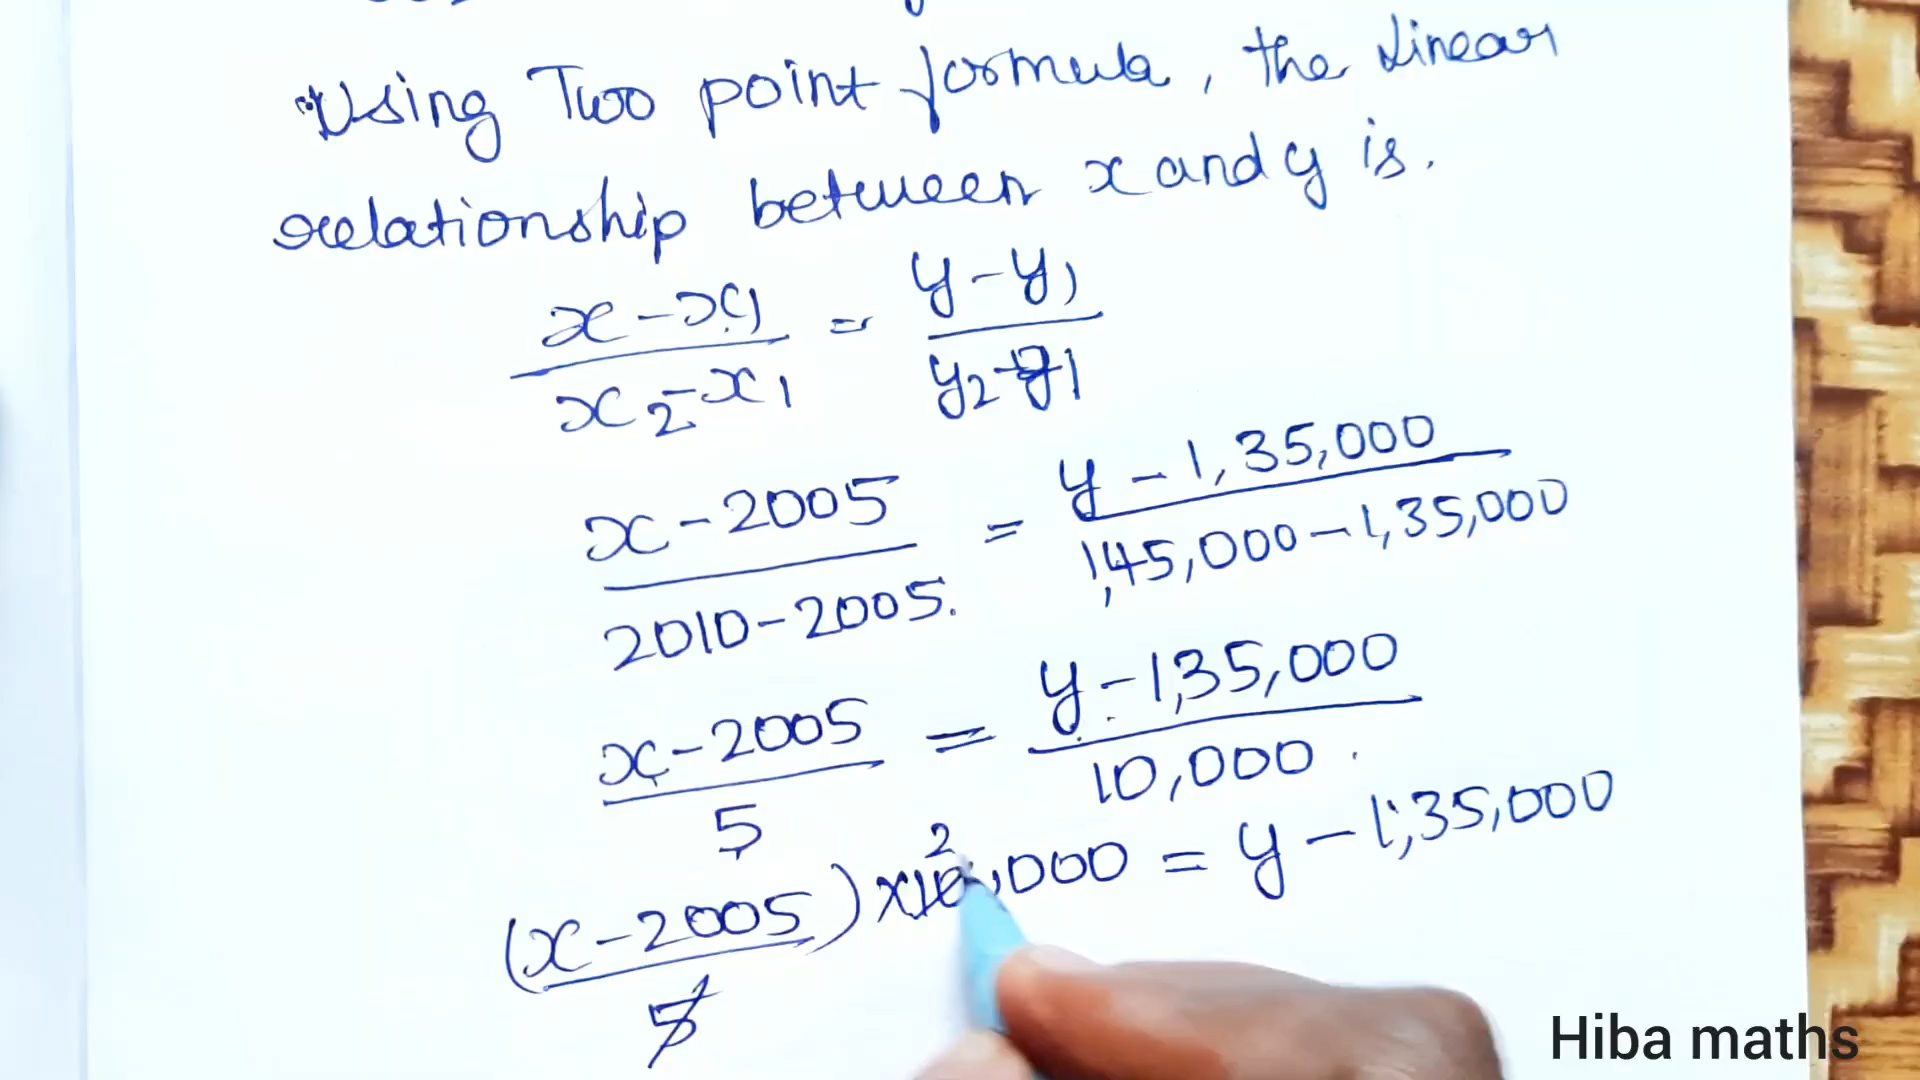 Using Two point formula, the Linear
relationship between x and y is.
x-x1 / x2-x1 = y-y1 / y2-y1
x-2005 / 2010-2005. = y-1,35,000 / 1,45,000-1,35,000
x-2005 / 5 = y-1,35,000 / 10,000
(x-2005 / 5) ×10,000 = y-1,35,000
2
Hiba maths